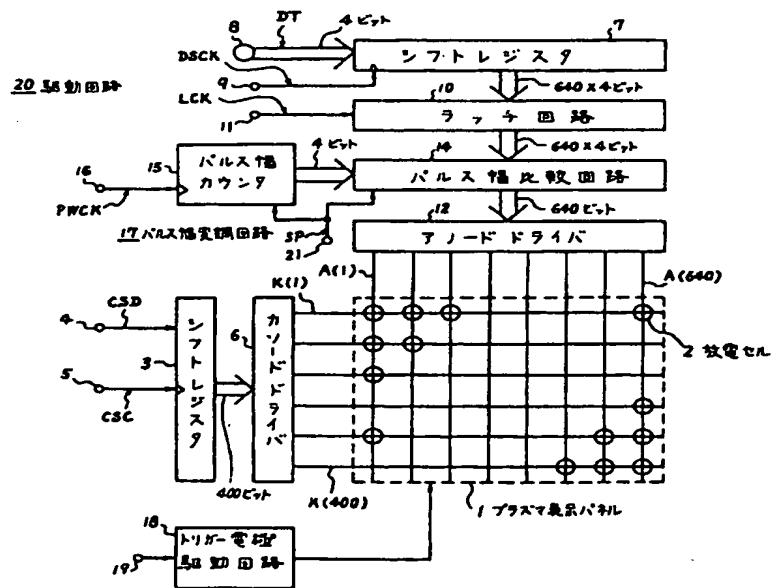 8
DT
4ビット
7
DSCK
シフトレジスタ
9
20 駆動回路
LCK
10
640×4ビット
11
ラッチ回路
14
640×4ビット
15
4ビット
16
パルス幅
カウンタ
パルス幅比較回路
PWCK
12
640ビット
17 パルス幅変調回路
SP
21
アノードドライバ
A(1)
A(640)
K(1)
CSD
4
3
シフトレジスタ
6
カソードドライバ
2 放電セル
5
CSC
400ビット
K(400)
1 プラズマ表示パネル
18
トリガー電極
駆動回路
19